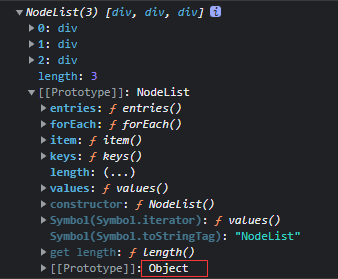 NodeList(3) [div, div, div] i
0: div
1: div
2: div
length: 3
[[Prototype]]: NodeList
entries: ƒ entries()
forEach: ƒ forEach()
item: ƒ item()
keys: ƒ keys()
length: (...)
values: ƒ values()
constructor: ƒ NodeList()
Symbol(Symbol.iterator): ƒ values()
Symbol(Symbol.toStringTag): "NodeList"
get length: ƒ length()
[[Prototype]]: Object